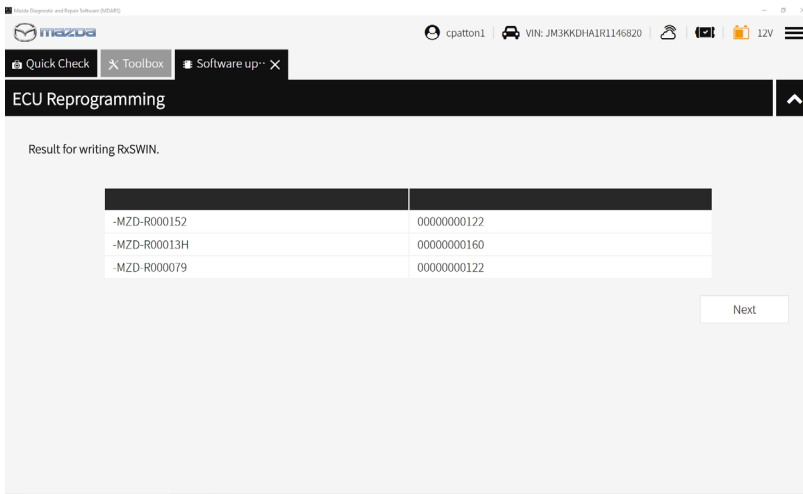 Mazda Diagnostic and Repair Software (MDARS)
mazda
cpatton1 VIN: JM3KKDHA1R1146820 12V
Quick Check Toolbox Software up··
ECU Reprogramming
Result for writing RxSWIN.
-MZD-R000152 00000000122
-MZD-R00013H 00000000160
-MZD-R000079 00000000122
Next